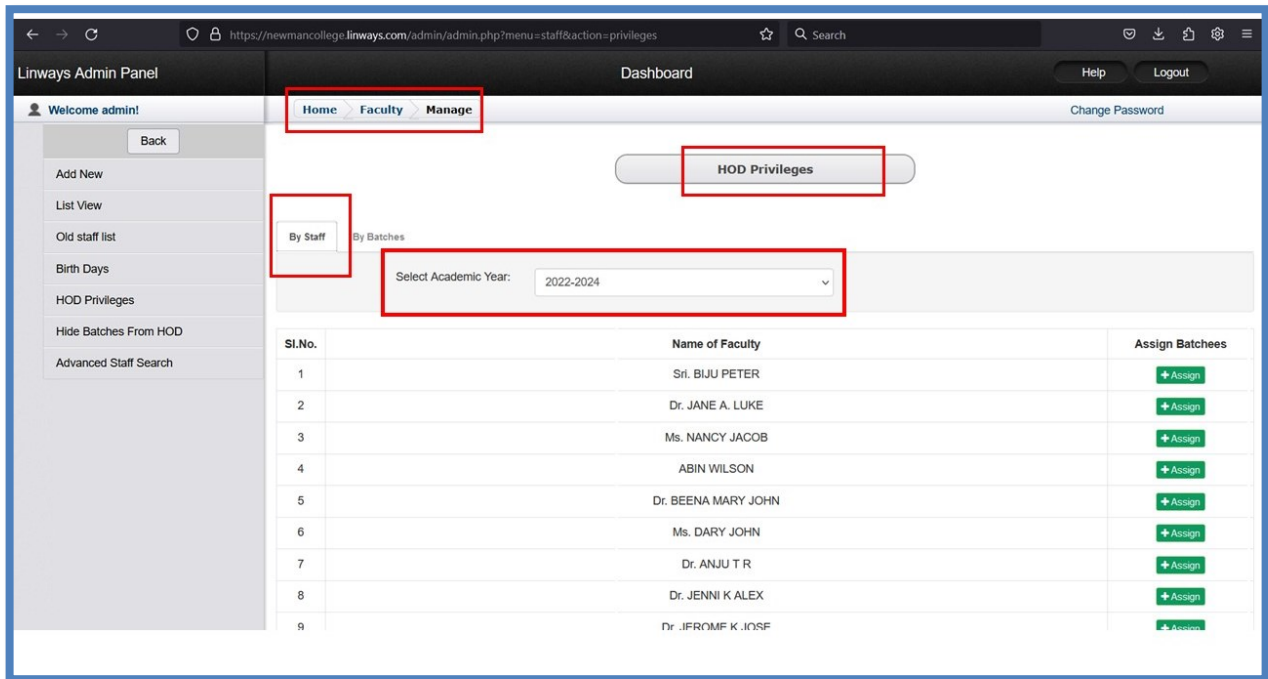 https://newmancollege.linways.com/admin/admin.php?menu=staff&action=privileges Search
Linways Admin Panel Dashboard Help Logout
Welcome admin! Home Faculty Manage Change Password
Back
Add New
List View
Old staff list
Birth Days
HOD Privileges
Hide Batches From HOD
Advanced Staff Search
HOD Privileges
By Staff By Batches
Select Academic Year: 2022-2024
Sl.No. Name of Faculty Assign Batchees
1 Sri. BIJU PETER +Assign
2 Dr. JANE A. LUKE +Assign
3 Ms. NANCY JACOB +Assign
4 ABIN WILSON +Assign
5 Dr. BEENA MARY JOHN +Assign
6 Ms. DARY JOHN +Assign
7 Dr. ANJU T R +Assign
8 Dr. JENNI K ALEX +Assign
9 Dr. JEROME K JOSE +Assign